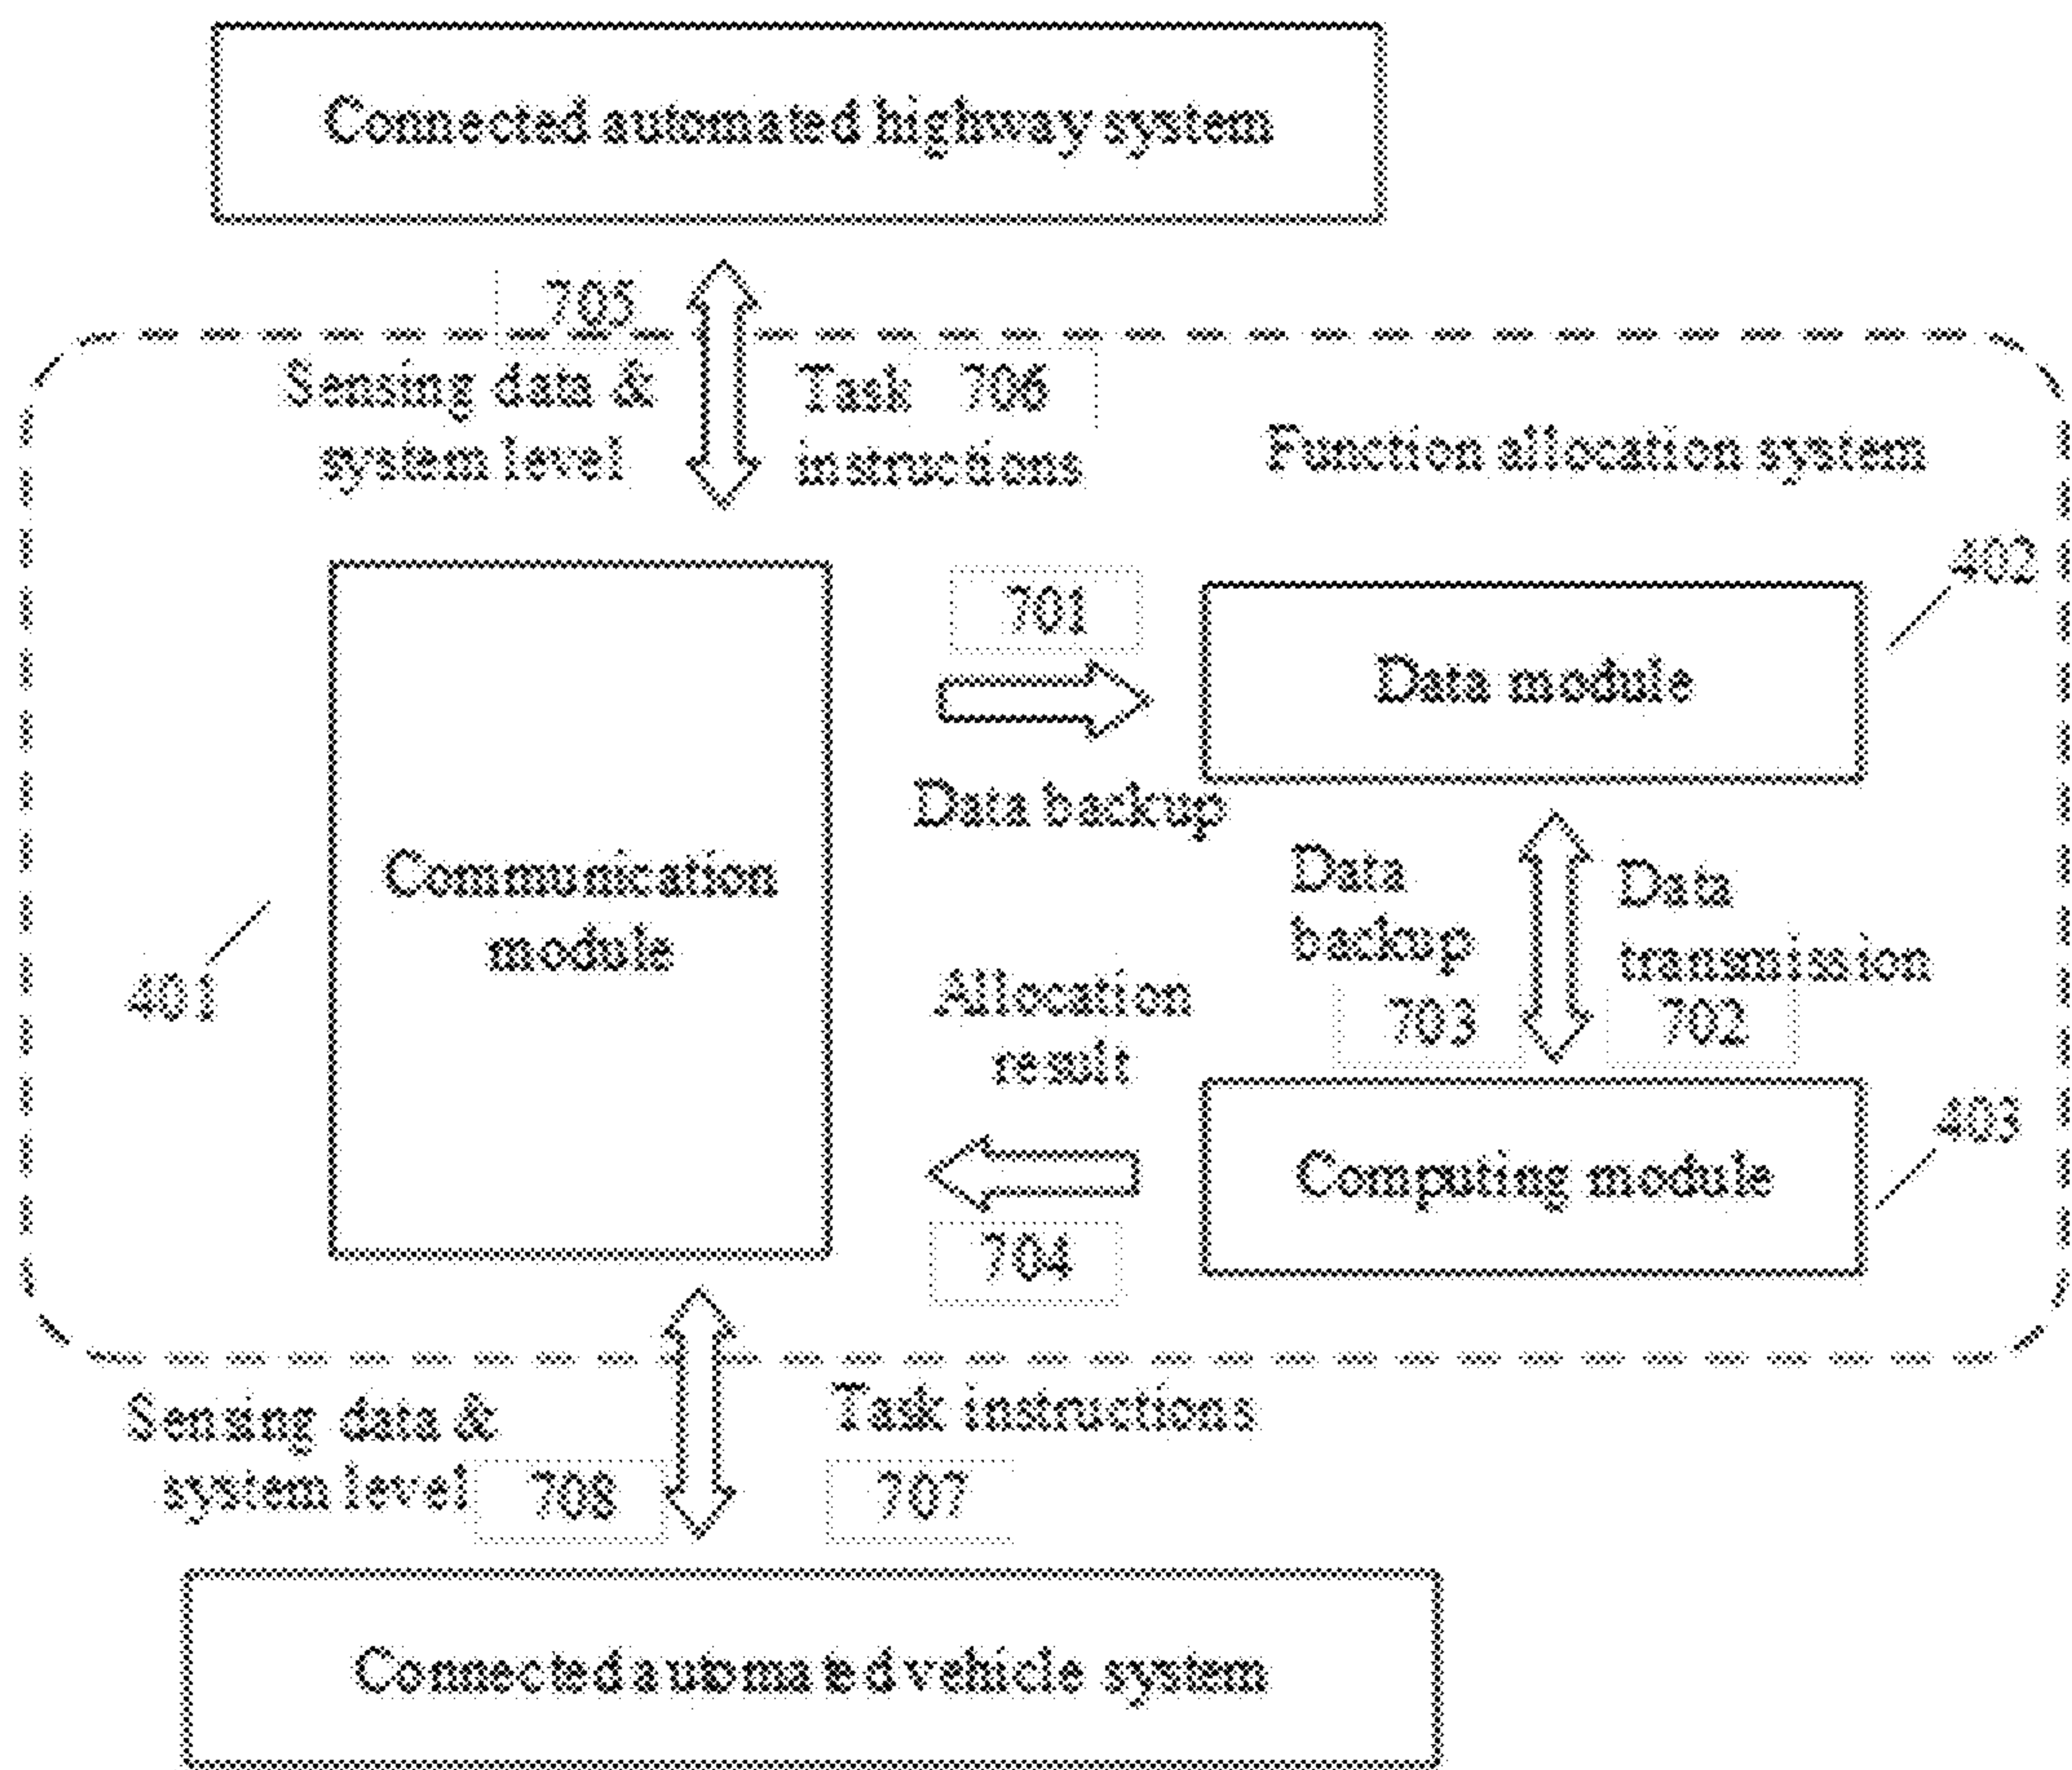 Connected automated highway system
705
Sensing data &
system level
Task 706
instructions
Function allocation system
402
701
Data module
Data backup
Communication
module
401
Data
backup
703
Data
transmission
702
Allocation
result
403
Computing module
704
Sensing data &
system level 708
Task instructions
707
Connected automated vehicle system